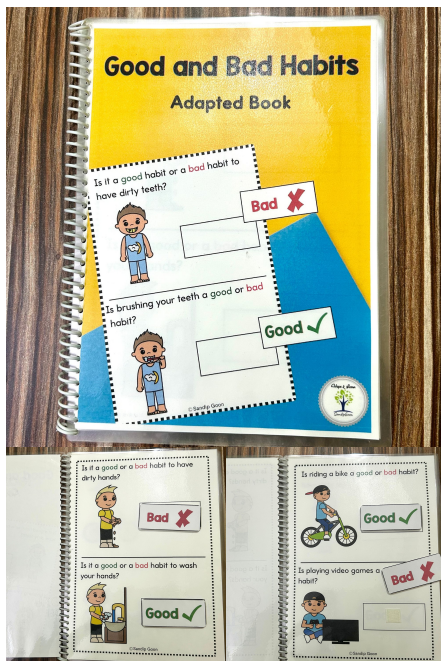 Good and Bad Habits
Adapted Book
Is it a good habit or a bad habit to
have dirty teeth?
Bad
Is brushing your teeth a good or bad
habit?
Good
©Sandip Goon
Is it a good or a bad habit to have
dirty hands?
Bad
Is it a good or a bad habit to wash
your hands?
Good
©Sandip Goon
Is riding a bike a good or bad habit?
Good
Is playing video games a
habit?
Bad
©Sandip Goon